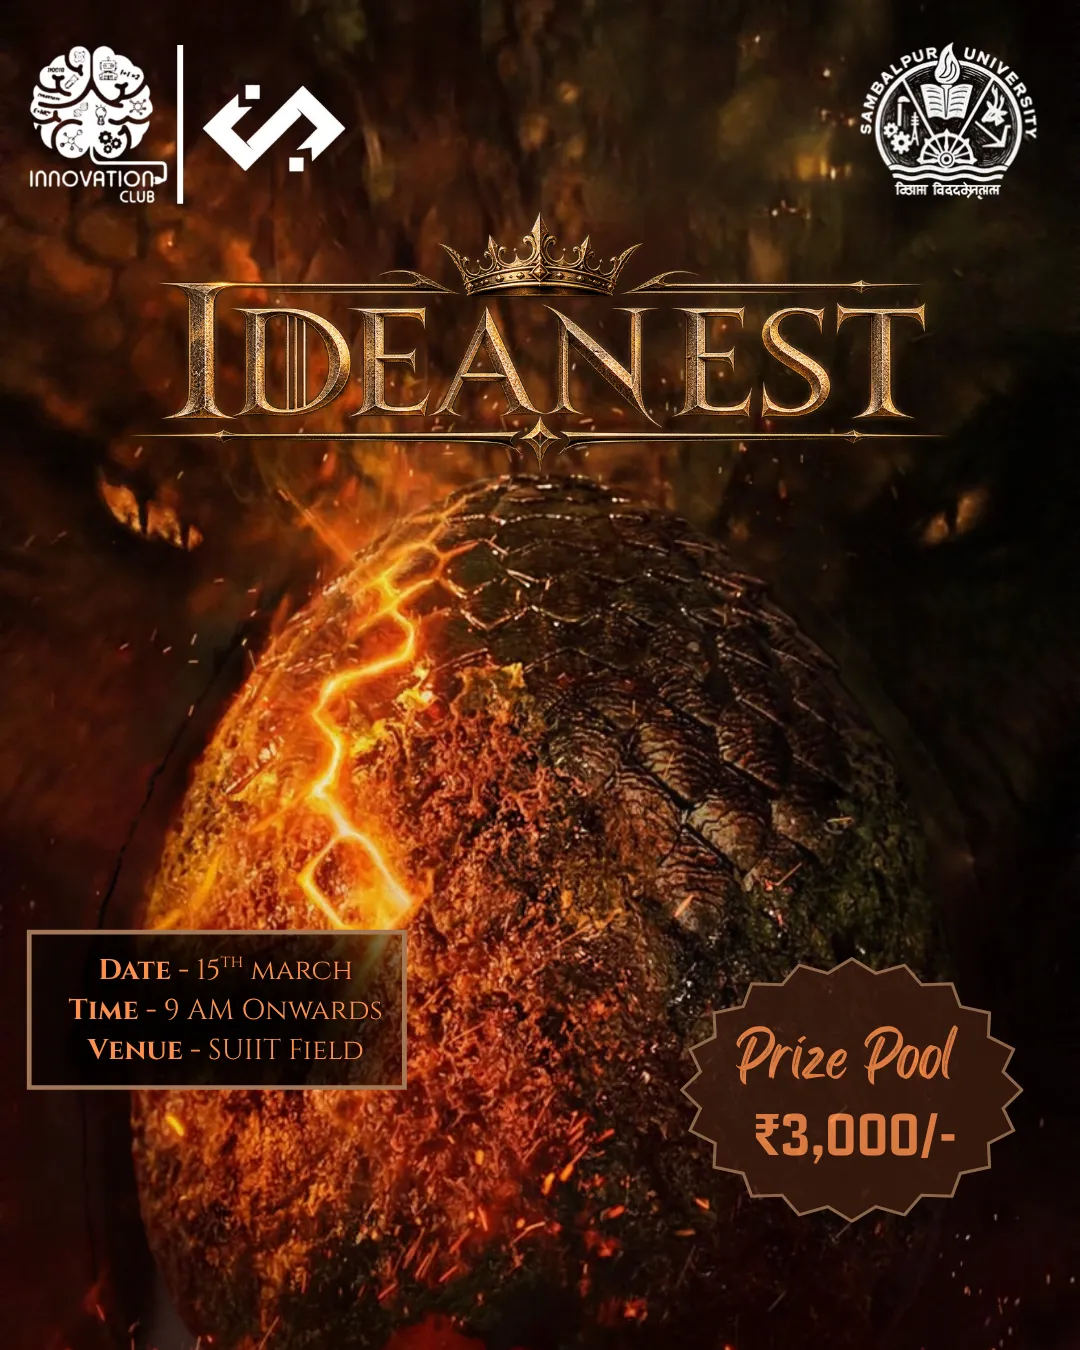 INNOVATION
CLUB
SAMBALPUR UNIVERSITY
IDEANEST
DATE - 15TH MARCH
TIME - 9 AM ONWARDS
VENUE - SUIIT FIELD
Prize Pool
₹3,000/-